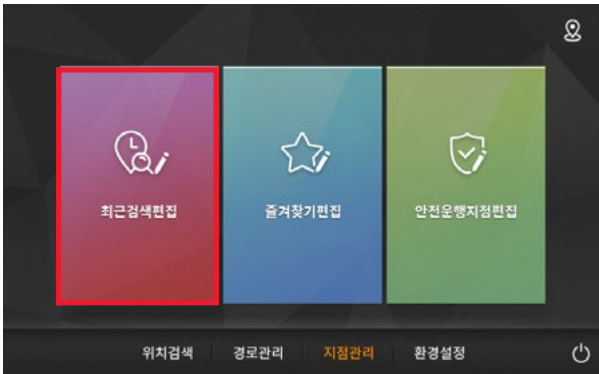 최근검색편집
즐겨찾기편집
안전운행지점편집
위치검색 경로관리 지점관리 환경설정